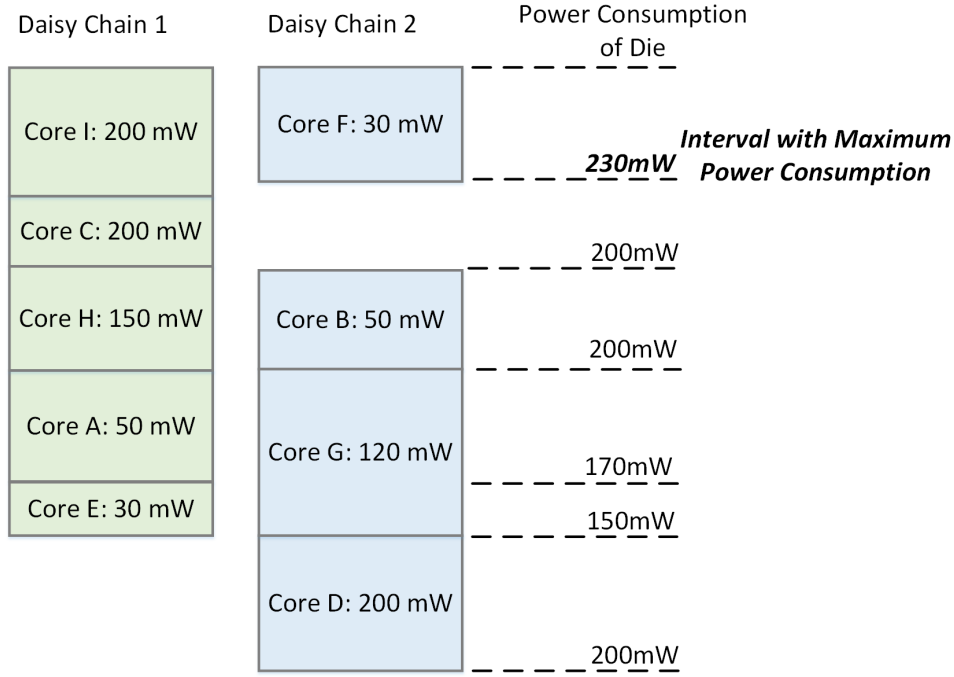 Daisy Chain 1
Daisy Chain 2
Power Consumption
of Die
Core I: 200 mW
Core F: 30 mW
230mW
Interval with Maximum
Power Consumption
Core C: 200 mW
200mW
Core H: 150 mW
Core B: 50 mW
200mW
Core A: 50 mW
Core G: 120 mW
170mW
Core E: 30 mW
150mW
Core D: 200 mW
200mW